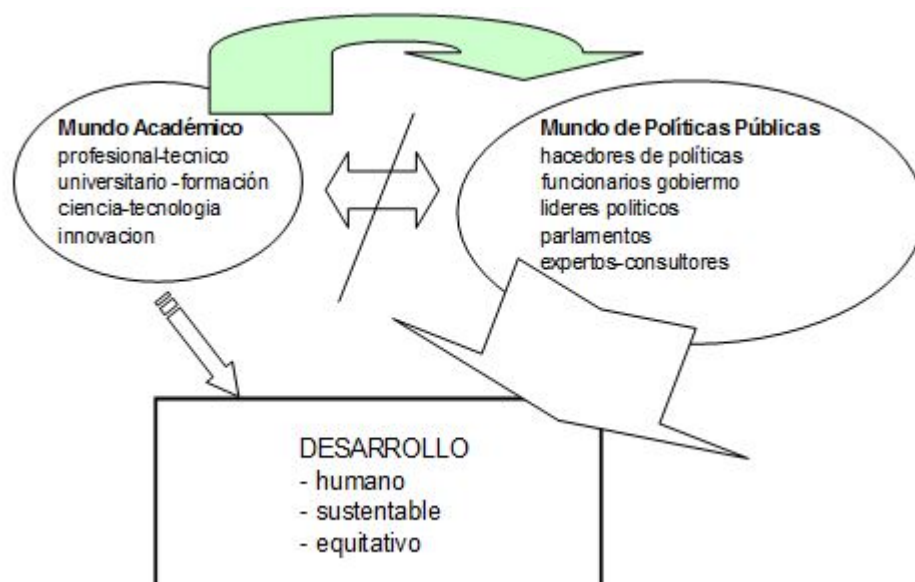 Mundo Académico
profesional-tecnico
universitario -formación
ciencia-tecnologia
innovacion
Mundo de Políticas Públicas
hacedores de políticas
funcionarios gobiermo
lideres politicos
parlamentos
expertos-consultores
DESARROLLO
- humano
- sustentable
- equitativo